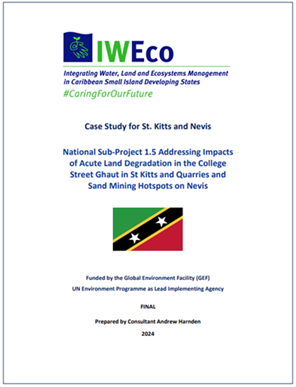 IWEco
Integrating Water, Land and Ecosystems Management
in Caribbean Small Island Developing States
#CaringForOurFuture
Case Study for St. Kitts and Nevis
National Sub-Project 1.5 Addressing Impacts
of Acute Land Degradation in the College
Street Ghaut in St Kitts and Quarries and
Sand Mining Hotspots on Nevis
Funded by the Global Environment Facility (GEF)
UN Environment Programme as Lead Implementing Agency
FINAL
Prepared by Consultant Andrew Harnden
2024